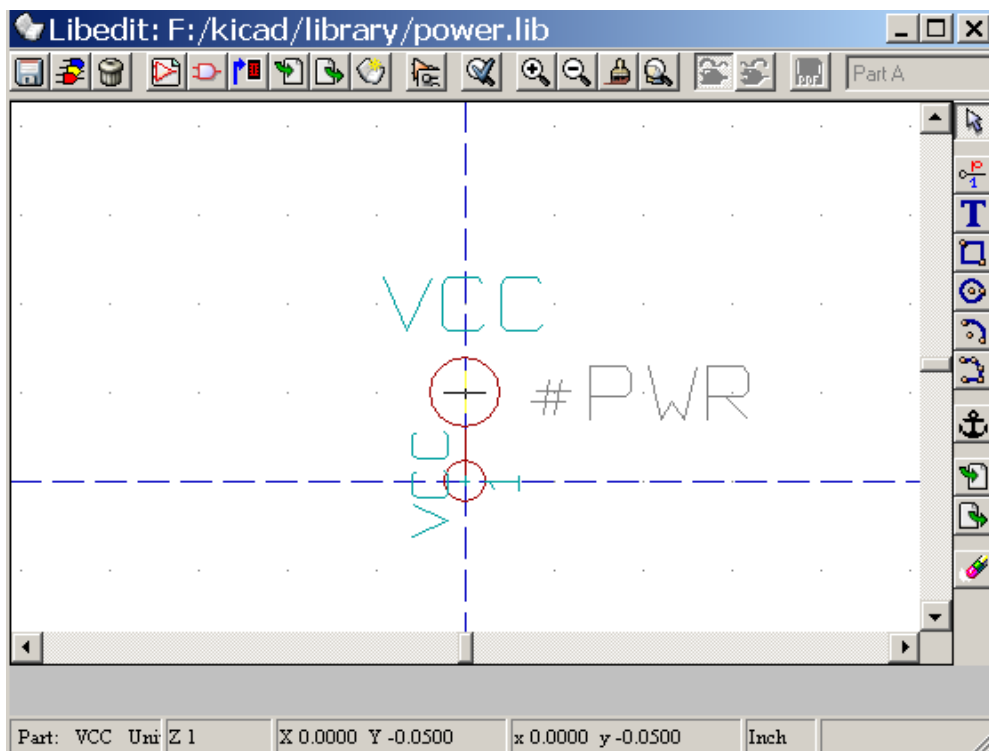 Libedit: F:/kicad/library/power.lib
Part A
VCC
#PWR
VCC
1
Part: VCC Uni
Z 1
X 0.0000 Y -0.0500
x 0.0000 y -0.0500
Inch